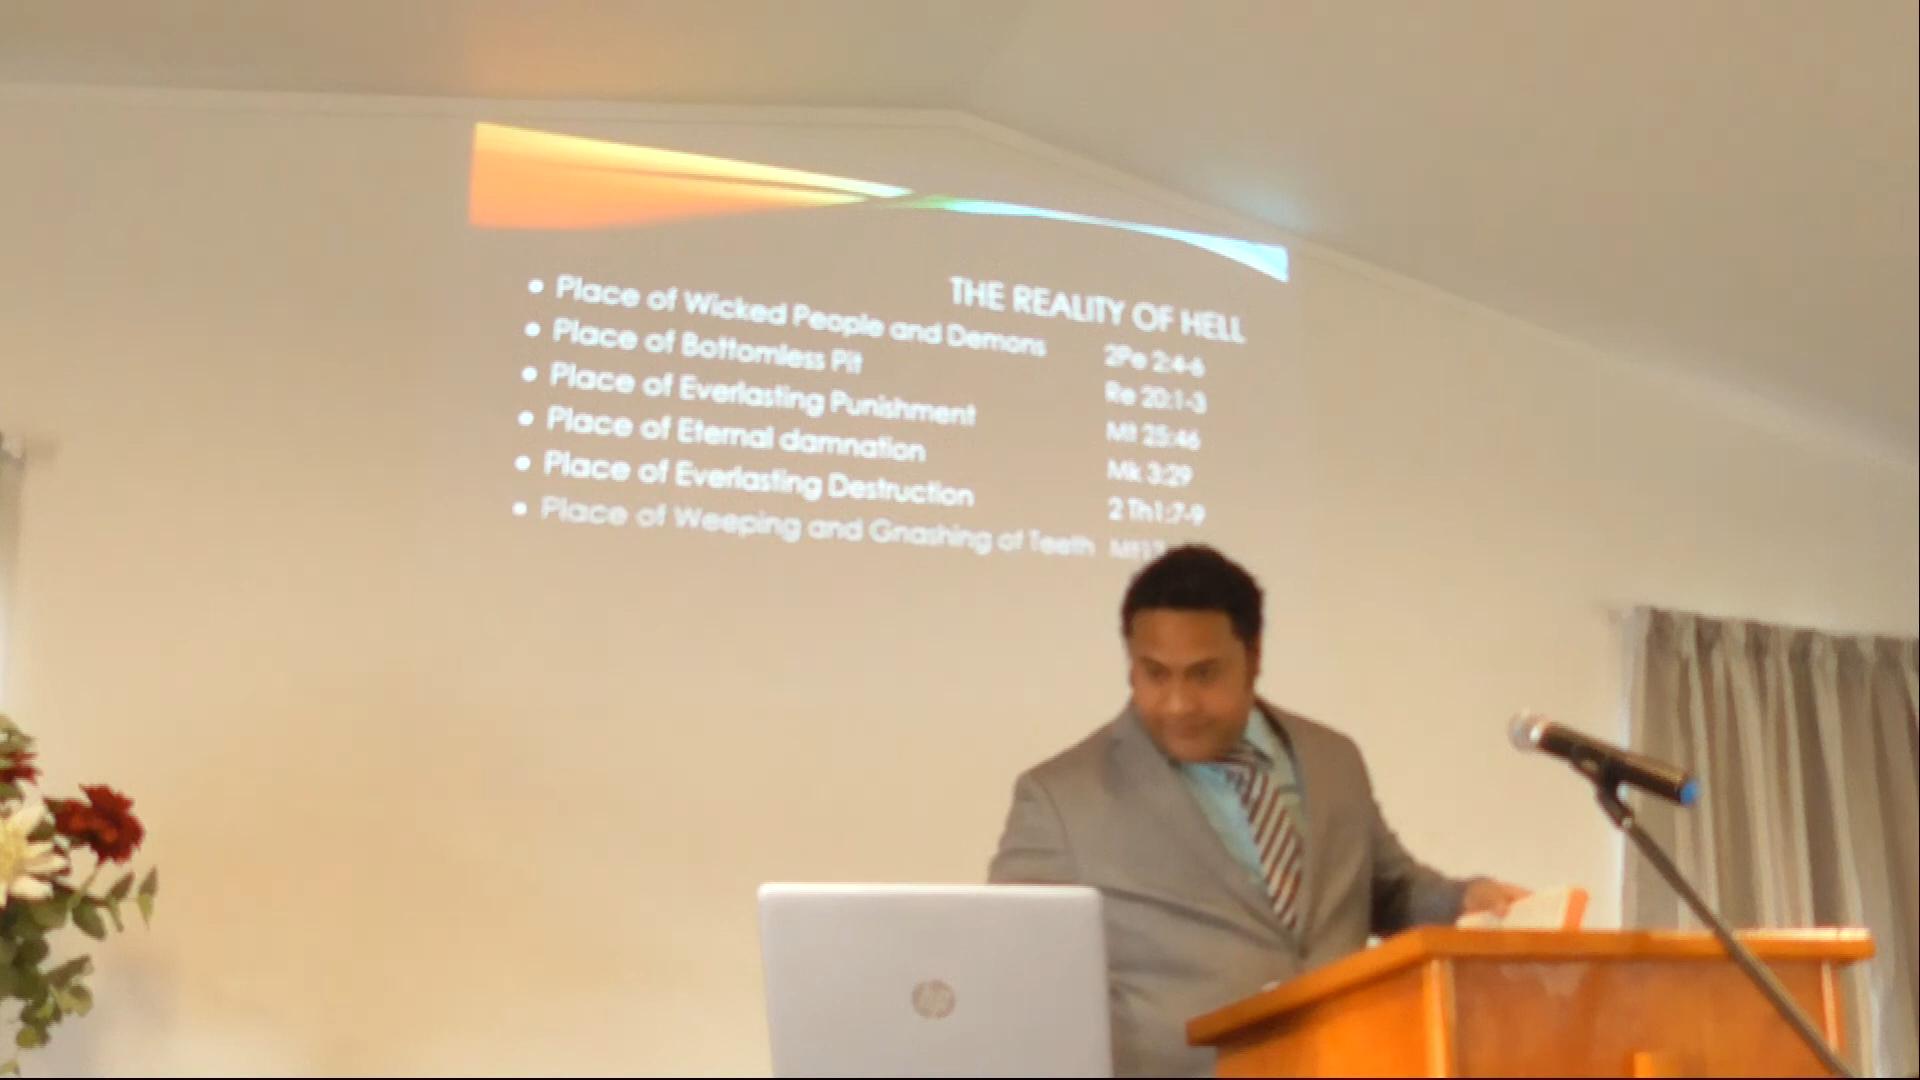 THE REALITY OF HELL
• Place of Wicked People and Demons 2Pe 2:4-6
• Place of Bottomless Pit Re 20:1-3
• Place of Everlasting Punishment Mt 25:46
• Place of Eternal damnation Mk 3:29
• Place of Everlasting Destruction 2 Th1:7-9
• Place of Weeping and Gnashing of Teeth
hp